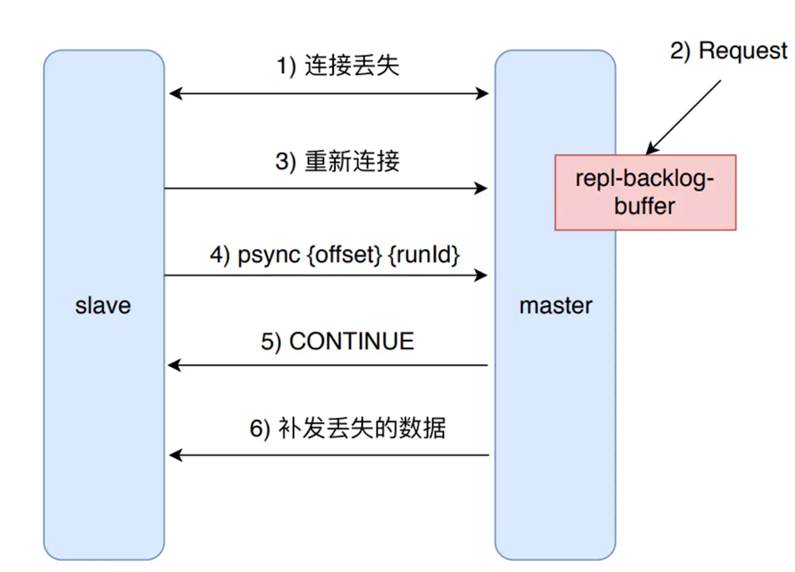 1) 连接丢失
2) Request
3) 重新连接
repl-backlog-
buffer
4) psync {offset} {runId}
slave
master
5) CONTINUE
6) 补发丢失的数据